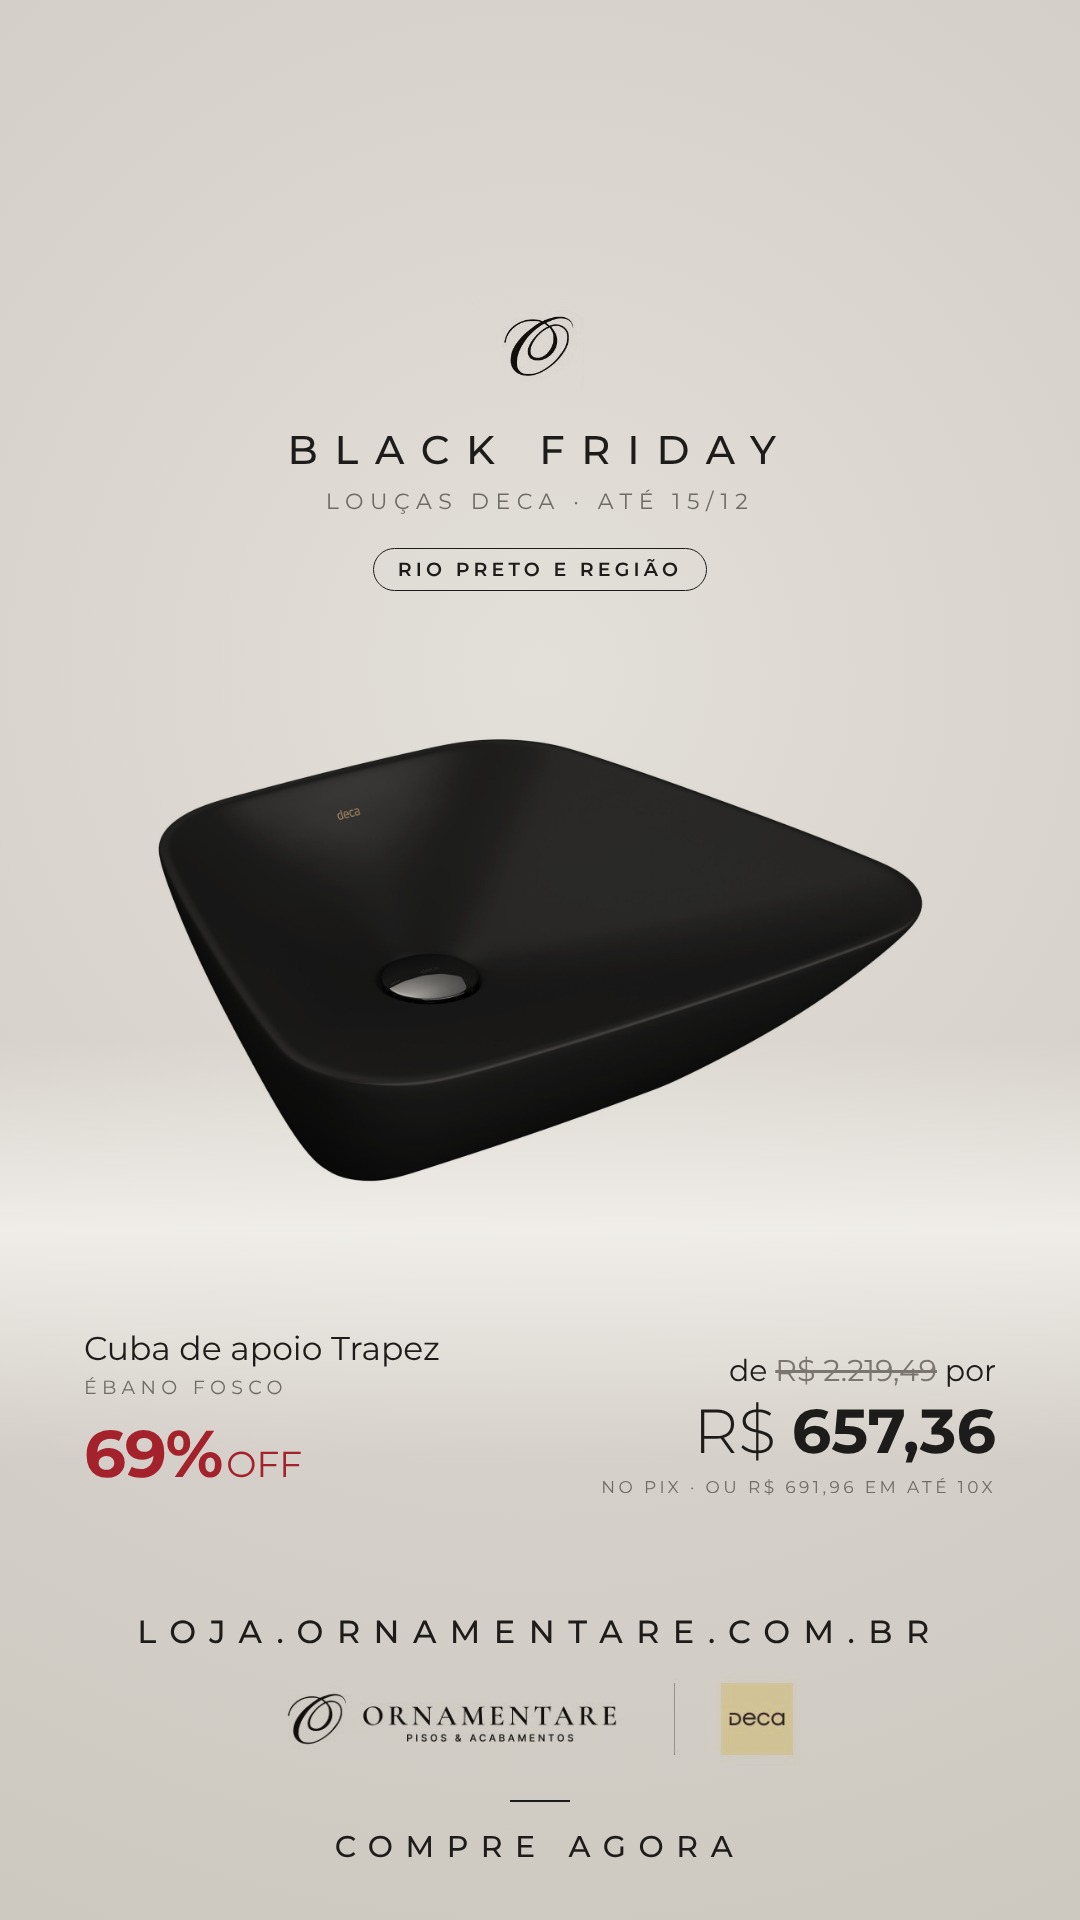 O
BLACK FRIDAY
LOUÇAS DECA · ATÉ 15/12
RIO PRETO E REGIÃO
deca
Cuba de apoio Trapez
ÉBANO FOSCO
69% OFF
de R$ 2.219,49 por
R$ 657,36
NO PIX · OU R$ 691,96 EM ATÉ 10X
LOJA.ORNAMENTARE.COM.BR
O ORNAMENTARE
PISOS & ACABAMENTOS
Deca
COMPRE AGORA